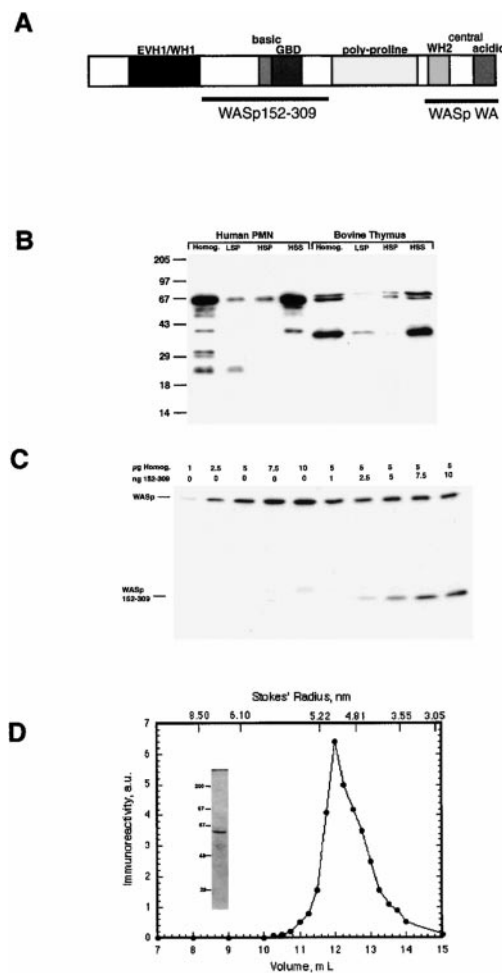 A
EVH1/WH1
basic
GBD
poly-proline
central
WH2
acidic
WASp152-309
WASp WA
B
Human PMN
Bovine Thymus
Homog. LSP HSP HSS Homog. LSP HSP HSS
205
97
67
43
29
18
14
C
µg Homog. 1 2.5 5 7.5 10 5 5 5 5 5
ng 152-309 0 0 0 0 0 1 2.5 5 7.5 10
WASp
WASp
152-309
D
Stokes' Radius, nm
8.50 6.10 5.22 4.81 3.55 3.05
Immunoreactivity, a.u.
7
6
5
4
3
2
1
0
97
7 8 9 10 11 12 13 14 15
Volume, mL